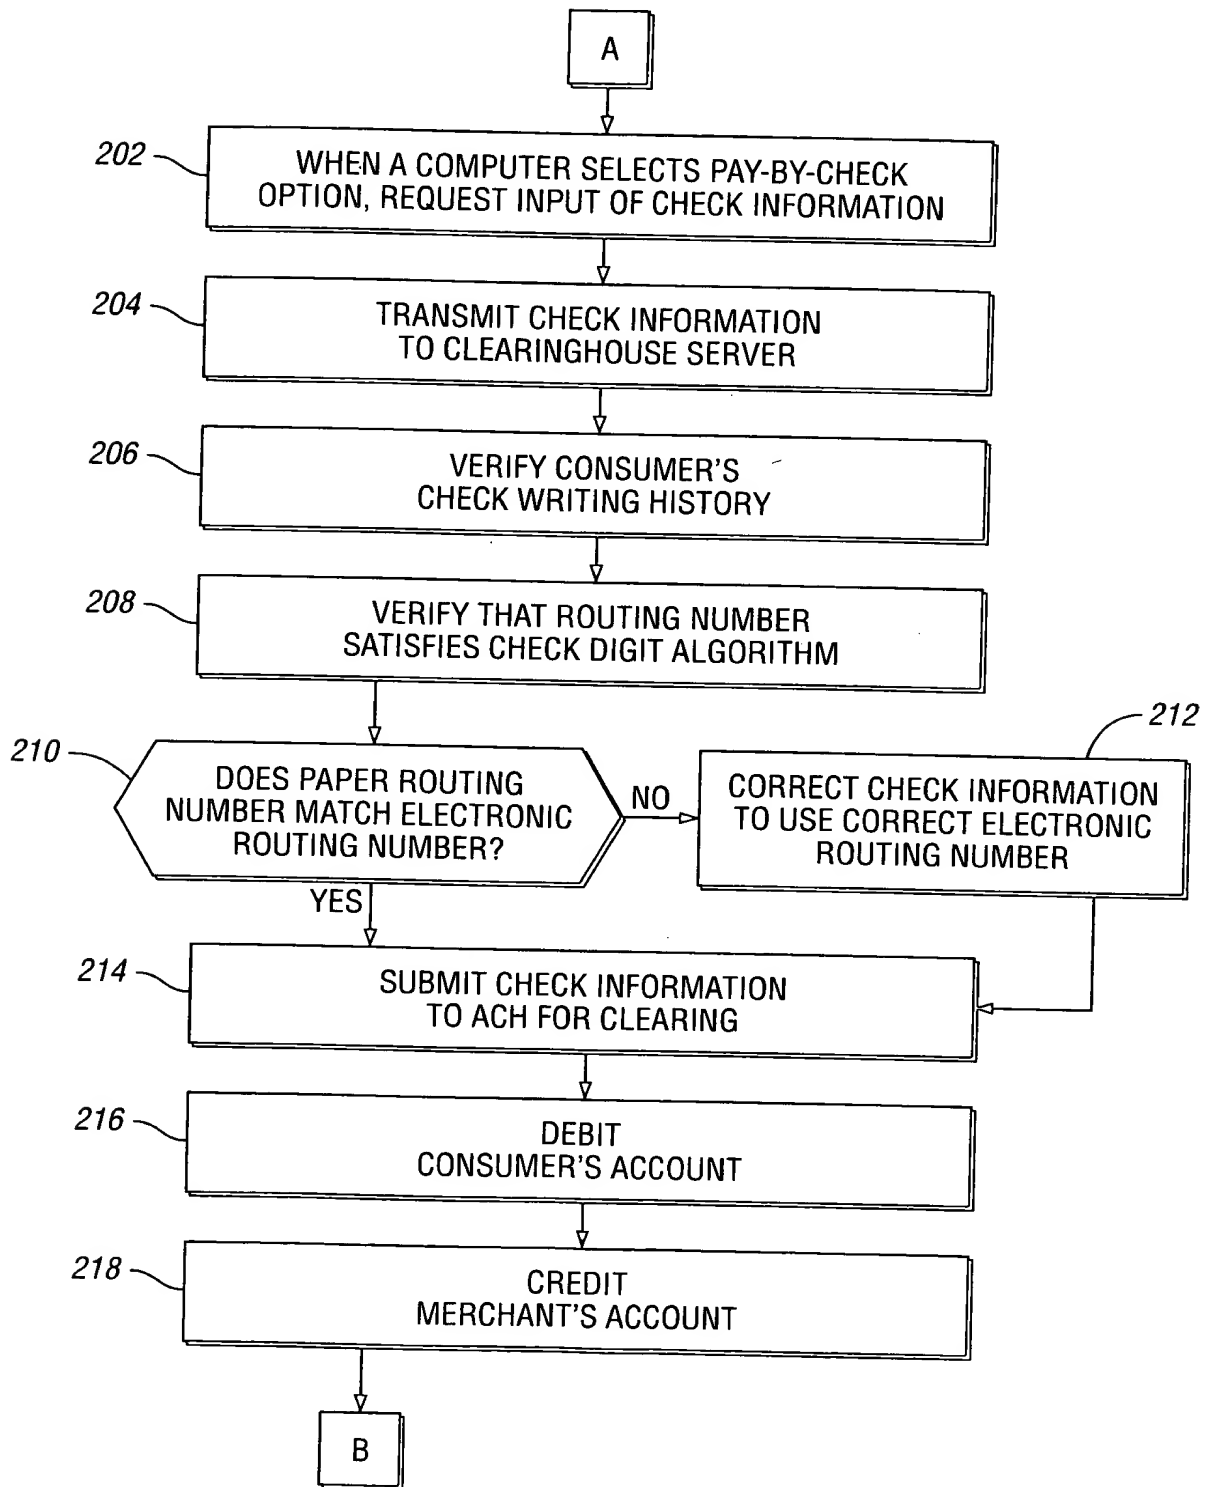 A
202
WHEN A COMPUTER SELECTS PAY-BY-CHECK
OPTION, REQUEST INPUT OF CHECK INFORMATION
204
TRANSMIT CHECK INFORMATION
TO CLEARINGHOUSE SERVER
206
VERIFY CONSUMER'S
CHECK WRITING HISTORY
208
VERIFY THAT ROUTING NUMBER
SATISFIES CHECK DIGIT ALGORITHM
210
DOES PAPER ROUTING
NUMBER MATCH ELECTRONIC
ROUTING NUMBER?
NO
212
CORRECT CHECK INFORMATION
TO USE CORRECT ELECTRONIC
ROUTING NUMBER
YES
214
SUBMIT CHECK INFORMATION
TO ACH FOR CLEARING
216
DEBIT
CONSUMER'S ACCOUNT
218
CREDIT
MERCHANT'S ACCOUNT
B